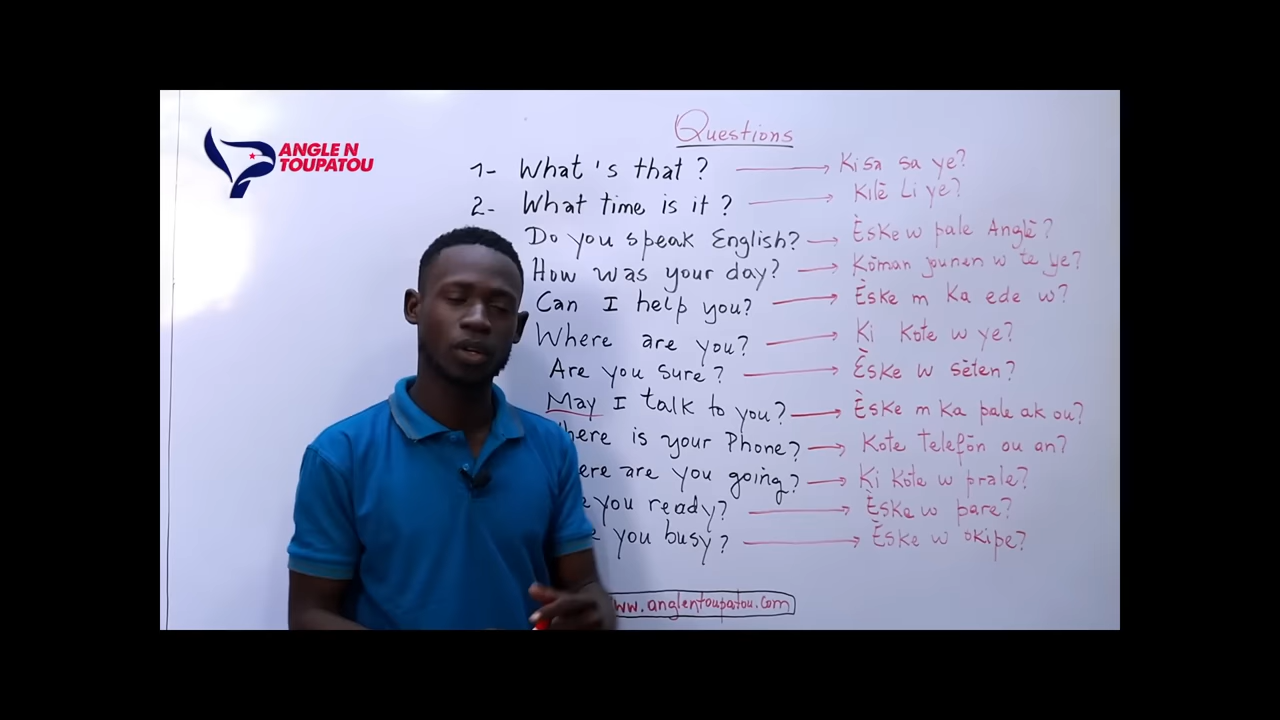 ANGLE N
TOUPATOU
Questions
1- What's that? Kisa sa ye?
2- What time is it? Kilè Li ye?
Do you speak English? Èske w pale Anglè?
How was your day? Kòman jounen w te ye?
Can I help you? Èske m Ka ede w?
Where are you? Ki Kote w ye?
Are you sure? Èske w sèten?
May I talk to you? Èske m Ka pale ak ou?
here is your Phone? Kote telefòn ou an?
ere are you going? Ki Kote w prale?
you ready? Èske w pare?
e you busy? Èske w okipe?
ww.anglentoupatou.com